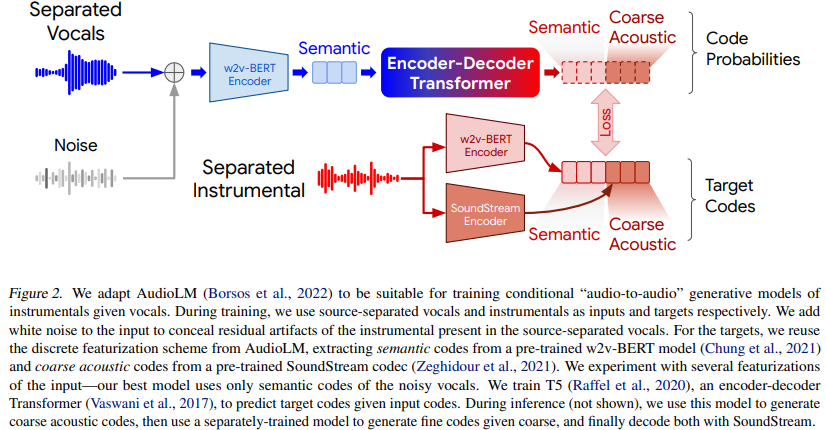 Separated
Vocals
w2v-BERT
Encoder
Semantic
Encoder-Decoder
Transformer
Semantic
Coarse
Acoustic
Code
Probabilities
Noise
Separated
Instrumental
w2v-BERT
Encoder
SoundStream
Encoder
Loss
Semantic
Coarse
Acoustic
Target
Codes
Figure 2. We adapt AudioLM (Borsos et al., 2022) to be suitable for training conditional “audio-to-audio” generative models of
instrumentals given vocals. During training, we use source-separated vocals and instrumentals as inputs and targets respectively. We add
white noise to the input to conceal residual artifacts of the instrumental present in the source-separated vocals. For the targets, we reuse
the discrete featurization scheme from AudioLM, extracting semantic codes from a pre-trained w2v-BERT model (Chung et al., 2021)
and coarse acoustic codes from a pre-trained SoundStream codec (Zeghidour et al., 2021). We experiment with several featurizations
of the input—our best model uses only semantic codes of the noisy vocals. We train T5 (Raffel et al., 2020), an encoder-decoder
Transformer (Vaswani et al., 2017), to predict target codes given input codes. During inference (not shown), we use this model to generate
coarse acoustic codes, then use a separately-trained model to generate fine codes given coarse, and finally decode both with SoundStream.